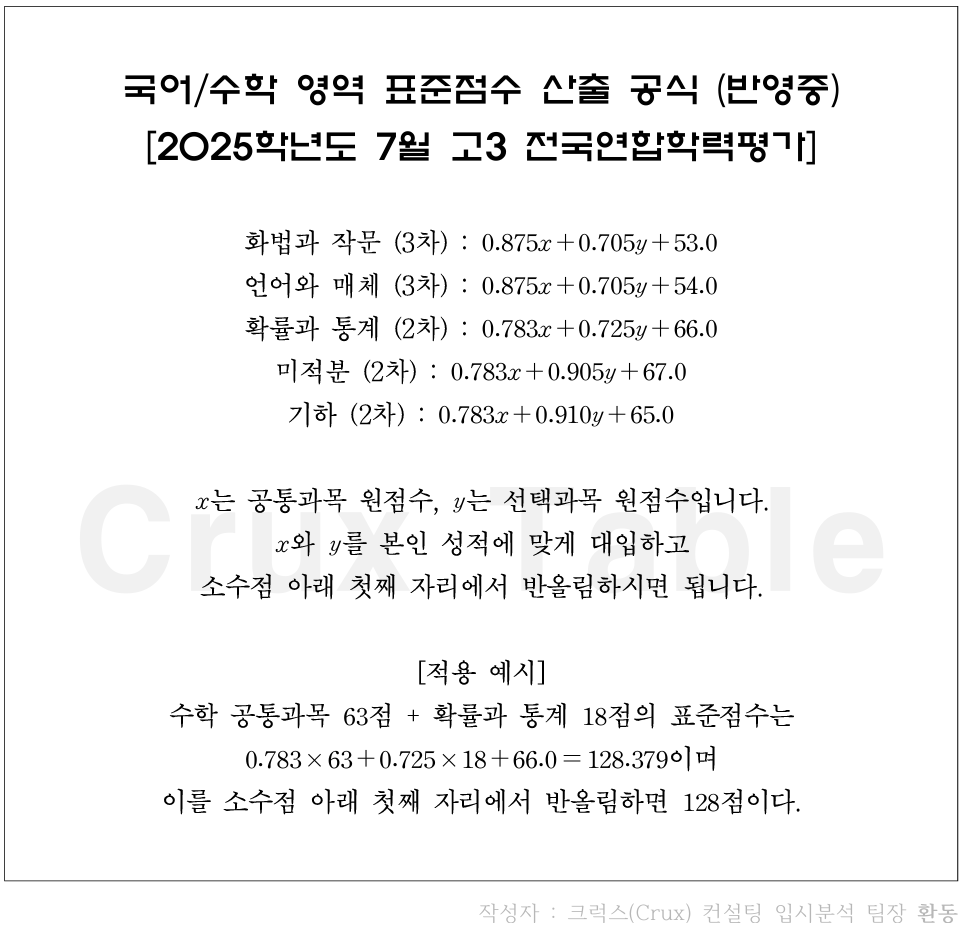 국어/수학 영역 표준점수 산출 공식 (반영중)
[2025학년도 7월 고3 전국연합학력평가]
화법과 작문 (3차) : 0.875x+0.705y+53.0
언어와 매체 (3차) : 0.875x+0.705y+54.0
확률과 통계 (2차) : 0.783x+0.725y+66.0
미적분 (2차) : 0.783x+0.905y+67.0
기하 (2차) : 0.783x+0.910y+65.0
Crux Table
x는 공통과목 원점수, y는 선택과목 원점수입니다.
x와 y를 본인 성적에 맞게 대입하고
소수점 아래 첫째 자리에서 반올림하시면 됩니다.
[적용 예시]
수학 공통과목 63점 + 확률과 통계 18점의 표준점수는
0.783×63+0.725×18+66.0=128.379이며
이를 소수점 아래 첫째 자리에서 반올림하면 128점이다.
작성자 : 크럭스(Crux) 컨설팅 입시분석 팀장 환동